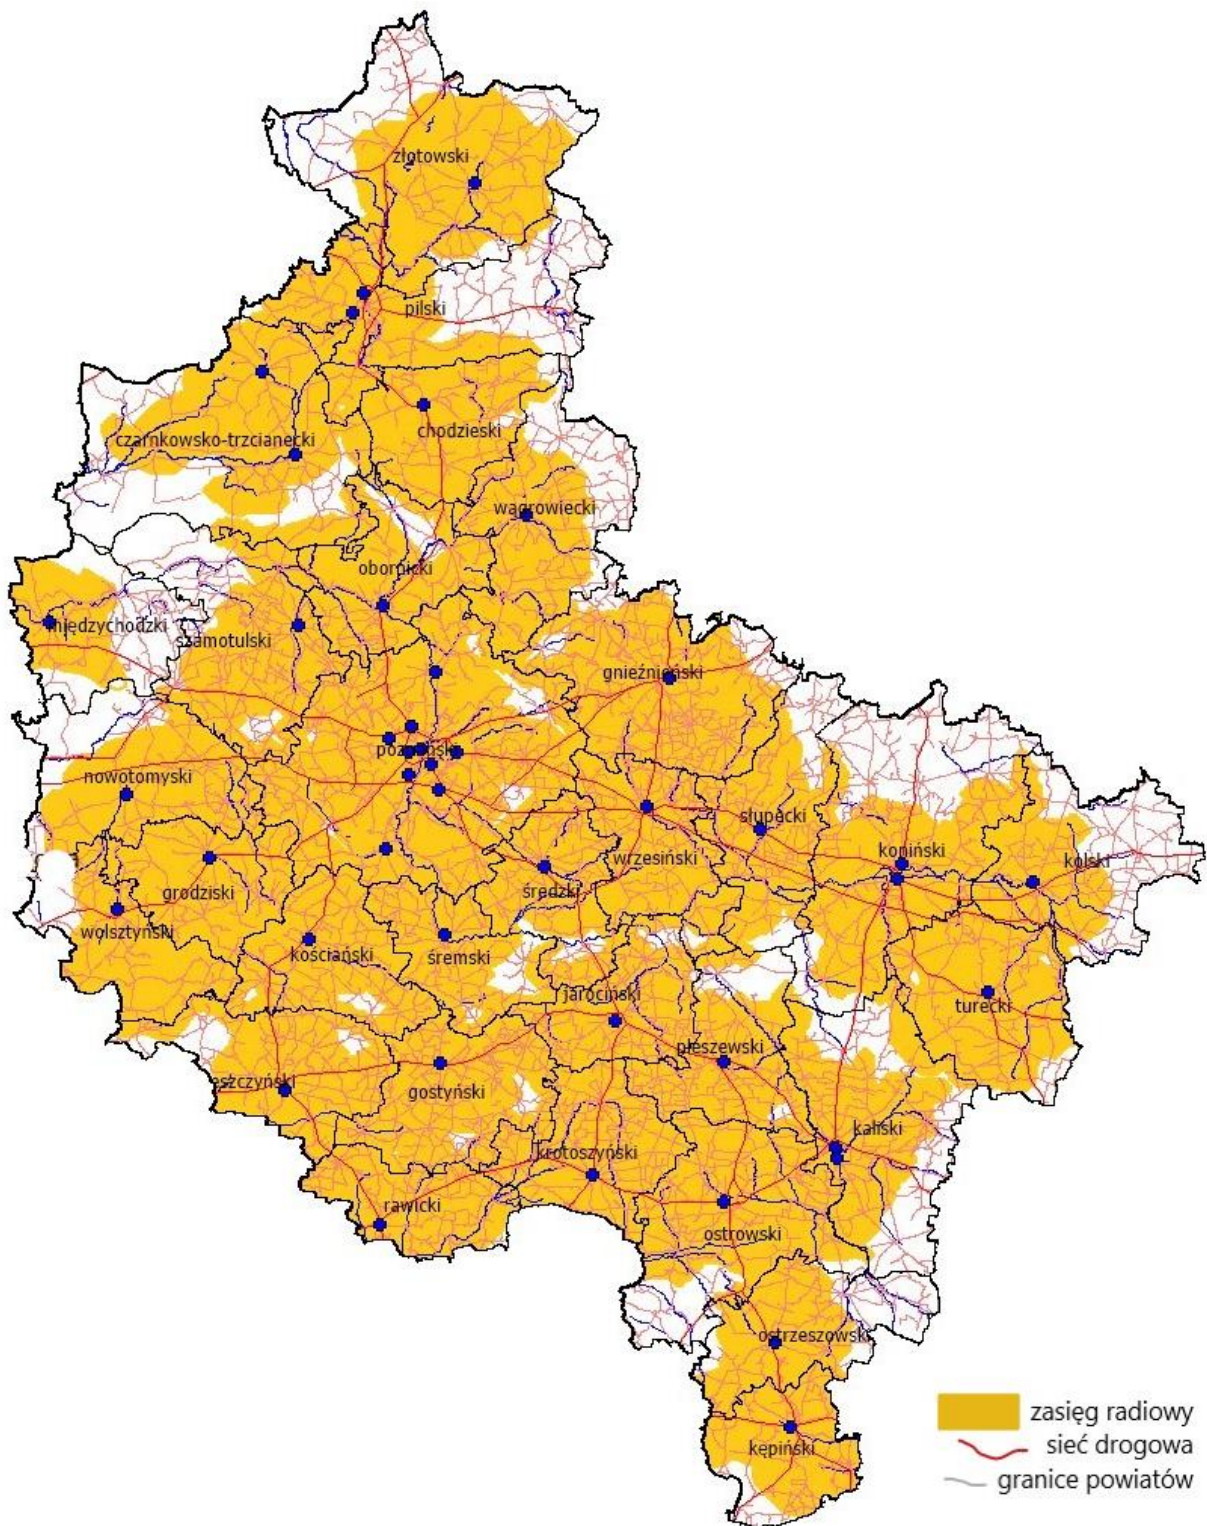 złotowski
pilski
chodzieski
czarnkowsko-trzcianecki
wągrowiecki
obornicki
międzychodzki
szamotulski
gnieźnieński
poznański
nowotomyski
słupecki
koniński
kolski
wrzesiński
średzki
grodziski
wolsztyński
kościański
śremski
jarociński
turecki
pleszewski
eszczyński
gostyński
kaliski
krotoszyński
rawicki
ostrowski
ostrzeszowski
kępiński
zasięg radiowy
sieć drogowa
granice powiatów